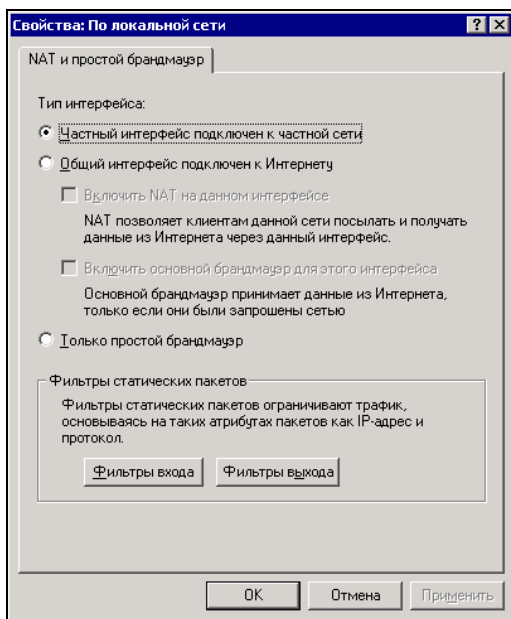 Свойства: По локальной сети
NAT и простой брандмауэр
Тип интерфейса:
Частный интерфейс подключен к частной сети
Общий интерфейс подключен к Интернету
Включить NAT на данном интерфейсе
NAT позволяет клиентам данной сети посылать и получать
данные из Интернета через данный интерфейс.
Включить основной брандмауэр для этого интерфейса
Основной брандмауэр принимает данные из Интернета,
только если они были запрошены сетью
Только простой брандмауэр
Фильтры статических пакетов
Фильтры статических пакетов ограничивают трафик,
основываясь на таких атрибутах пакетов как IP-адрес и
протокол.
Фильтры входа Фильтры выхода
OK Отмена Применить